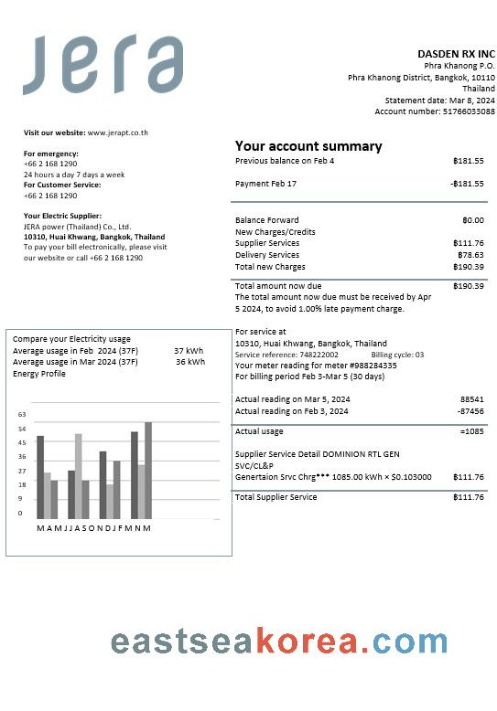 Jera
DASDEN RX INC
Phra Khanong P.O.
Phra Khanong District, Bangkok, 10110
Thailand
Statement date: Mar 8, 2024
Account number: 51766033088
Visit our website: www.jerapt.co.th
For emergency:
+66 2 168 1290
24 hours a day 7 days a week
For Customer Service:
+66 2 168 1290
Your Electric Supplier:
JERA power (Thailand) Co., Ltd.
10310, Huai Khwang, Bangkok, Thailand
To pay your bill electronically, please visit
our website or call +66 2 168 1290
Your account summary
Previous balance on Feb 4 ฿181.55
Payment Feb 17 -฿181.55
Balance Forward ฿0.00
New Charges/Credits
Supplier Services ฿111.76
Delivery Services ฿78.63
Total new Charges ฿190.39
Total amount now due ฿190.39
The total amount now due must be received by Apr
5 2024, to avoid 1.00% late payment charge.
Compare your Electricity usage
Average usage in Feb 2024 (37F) 37 kWh
Average usage in Mar 2024 (37F) 36 kWh
Energy Profile
63
54
45
36
27
18
9
0
M A M J J A S O N D J F M N M
For service at
10310, Huai Khwang, Bangkok, Thailand
Service reference: 748222002 Billing cycle: 03
Your meter reading for meter #988284335
For billing period Feb 3-Mar 5 (30 days)
Actual reading on Mar 5, 2024 88541
Actual reading on Feb 3, 2024 -87456
Actual usage =1085
Supplier Service Detail DOMINION RTL GEN
SVC/CL&P
Genertaion Srvc Chrg*** 1085.00 kWh × $0.103000 ฿111.76
Total Supplier Service ฿111.76
eastseakorea.com